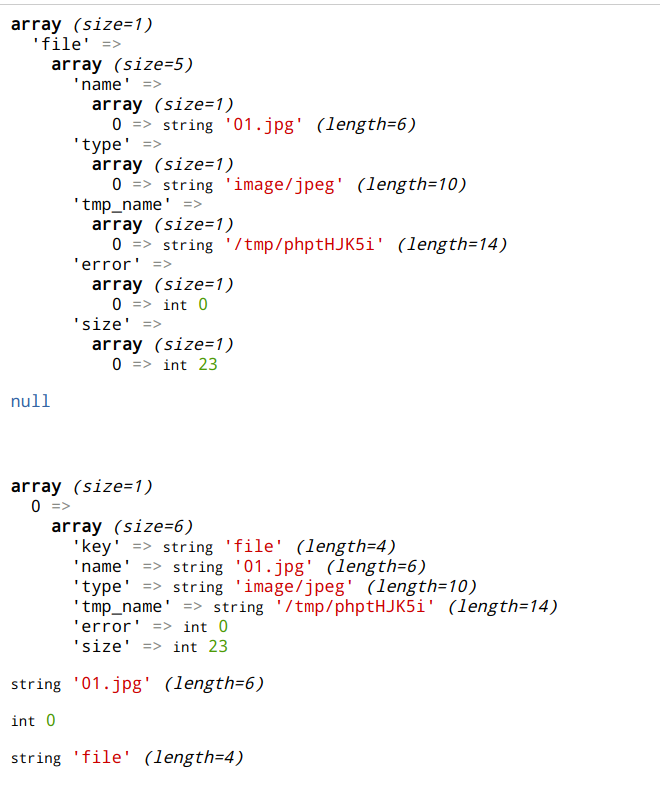 array (size=1)
'file' =>
array (size=5)
'name' =>
array (size=1)
0 => string '01.jpg' (length=6)
'type' =>
array (size=1)
0 => string 'image/jpeg' (length=10)
'tmp_name' =>
array (size=1)
0 => string '/tmp/phptHJK5i' (length=14)
'error' =>
array (size=1)
0 => int 0
'size' =>
array (size=1)
0 => int 23
null
array (size=1)
0 =>
array (size=6)
'key' => string 'file' (length=4)
'name' => string '01.jpg' (length=6)
'type' => string 'image/jpeg' (length=10)
'tmp_name' => string '/tmp/phptHJK5i' (length=14)
'error' => int 0
'size' => int 23
string '01.jpg' (length=6)
int 0
string 'file' (length=4)